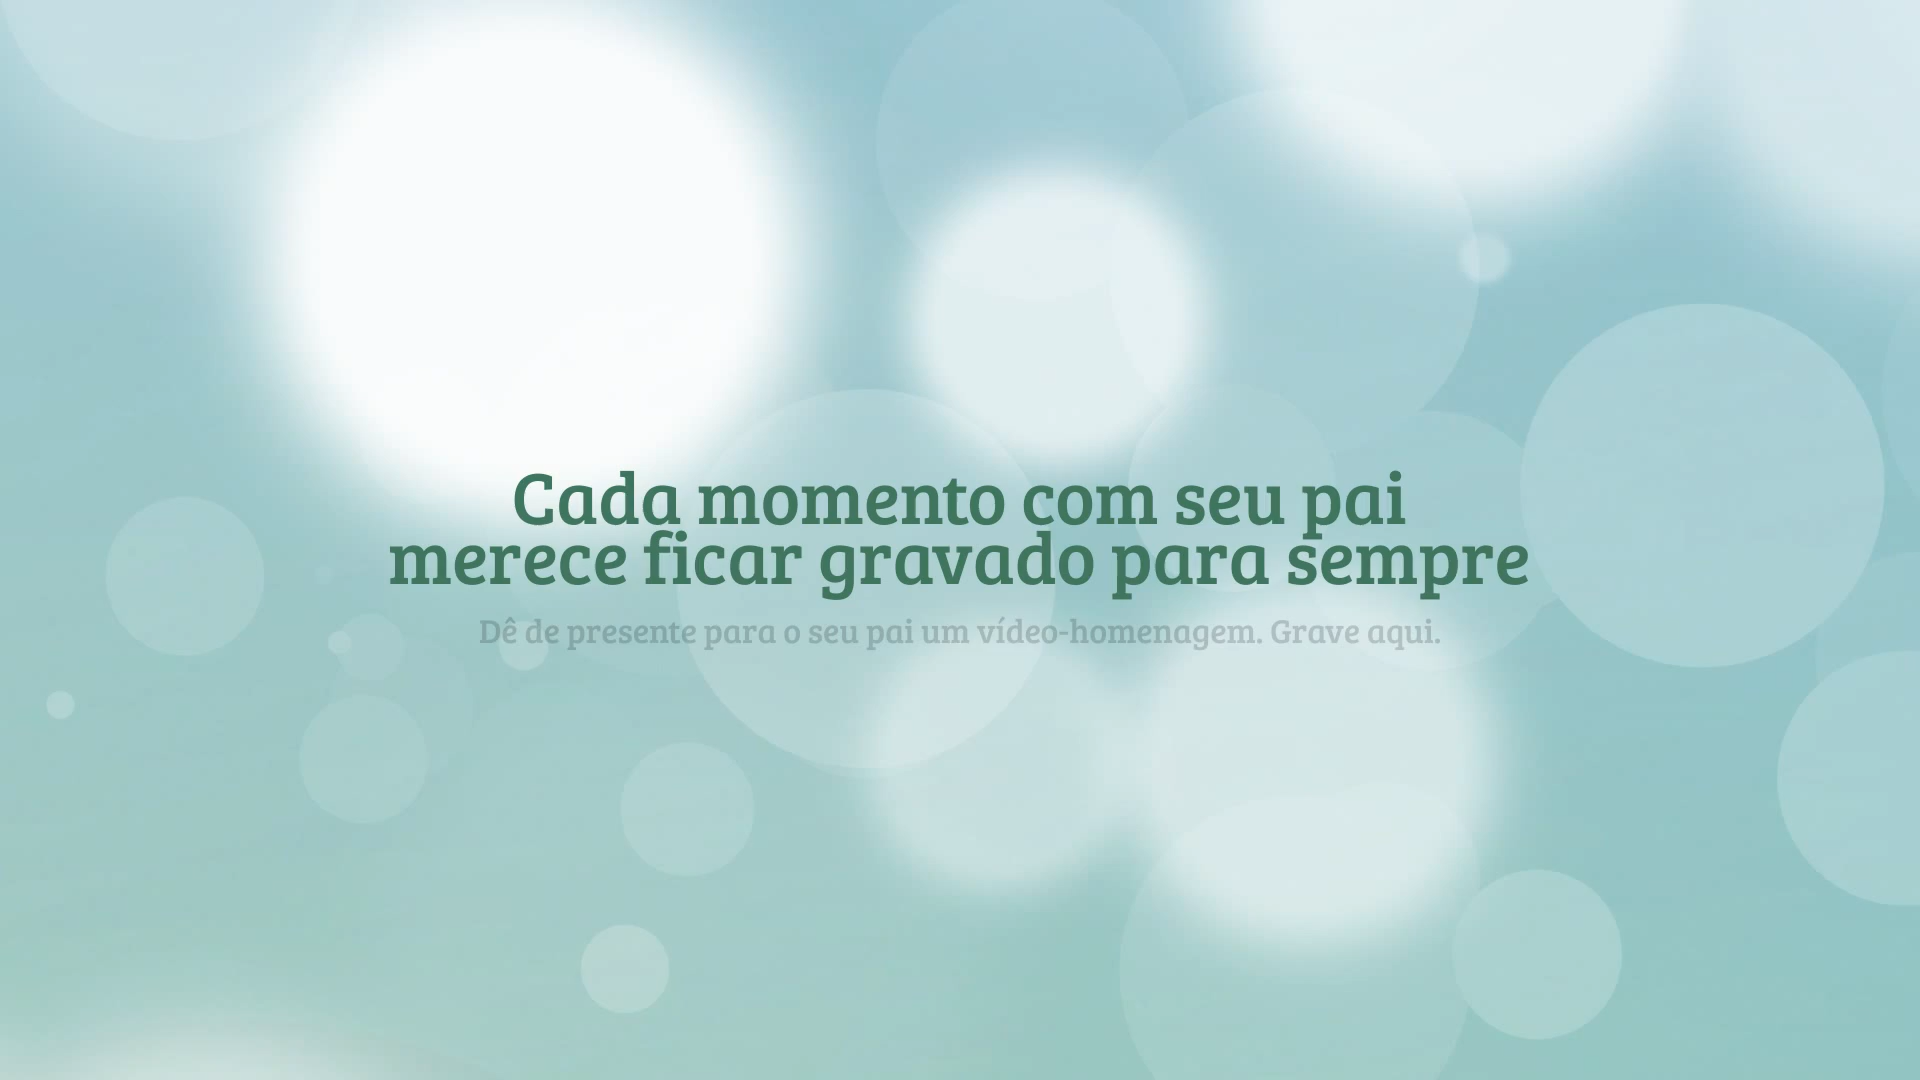 Cada momento com seu pai
merece ficar gravado para sempre
Dê de presente para o seu pai um vídeo-homenagem. Grave aqui.